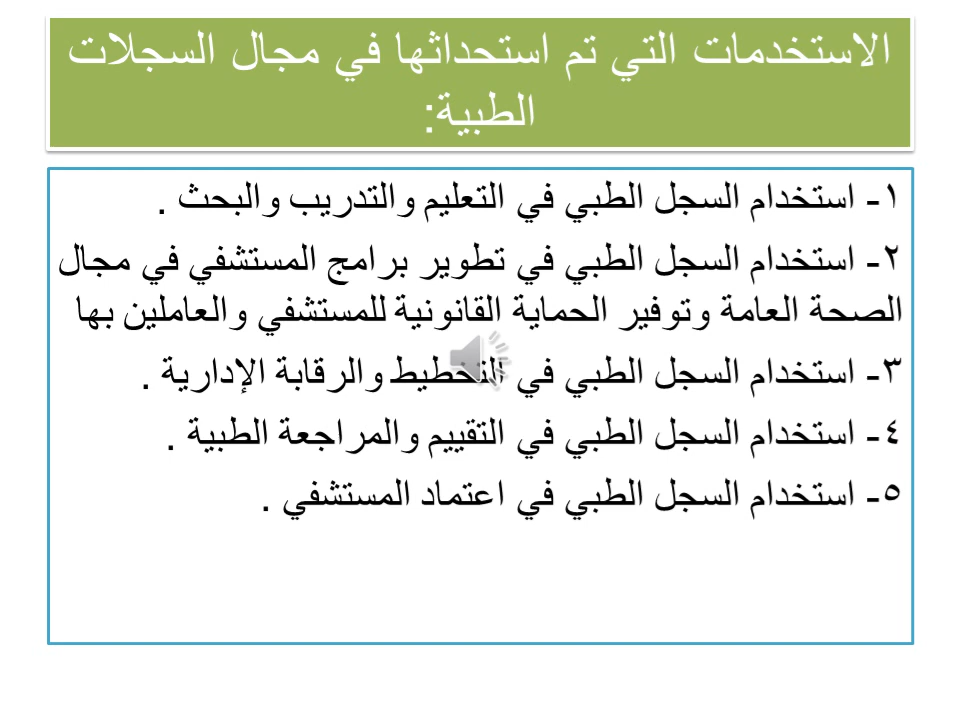 الاستخدمات التي تم استحداثها في مجال السجلات
الطبية:
١- استخدام السجل الطبي في التعليم والتدريب والبحث .
٢- استخدام السجل الطبي في تطوير برامج المستشفي في مجال
الصحة العامة وتوفير الحماية القانونية للمستشفي والعاملين بها
٣- استخدام السجل الطبي في التخطيط والرقابة الإدارية .
٤- استخدام السجل الطبي في التقييم والمراجعة الطبية .
٥- استخدام السجل الطبي في اعتماد المستشفي .